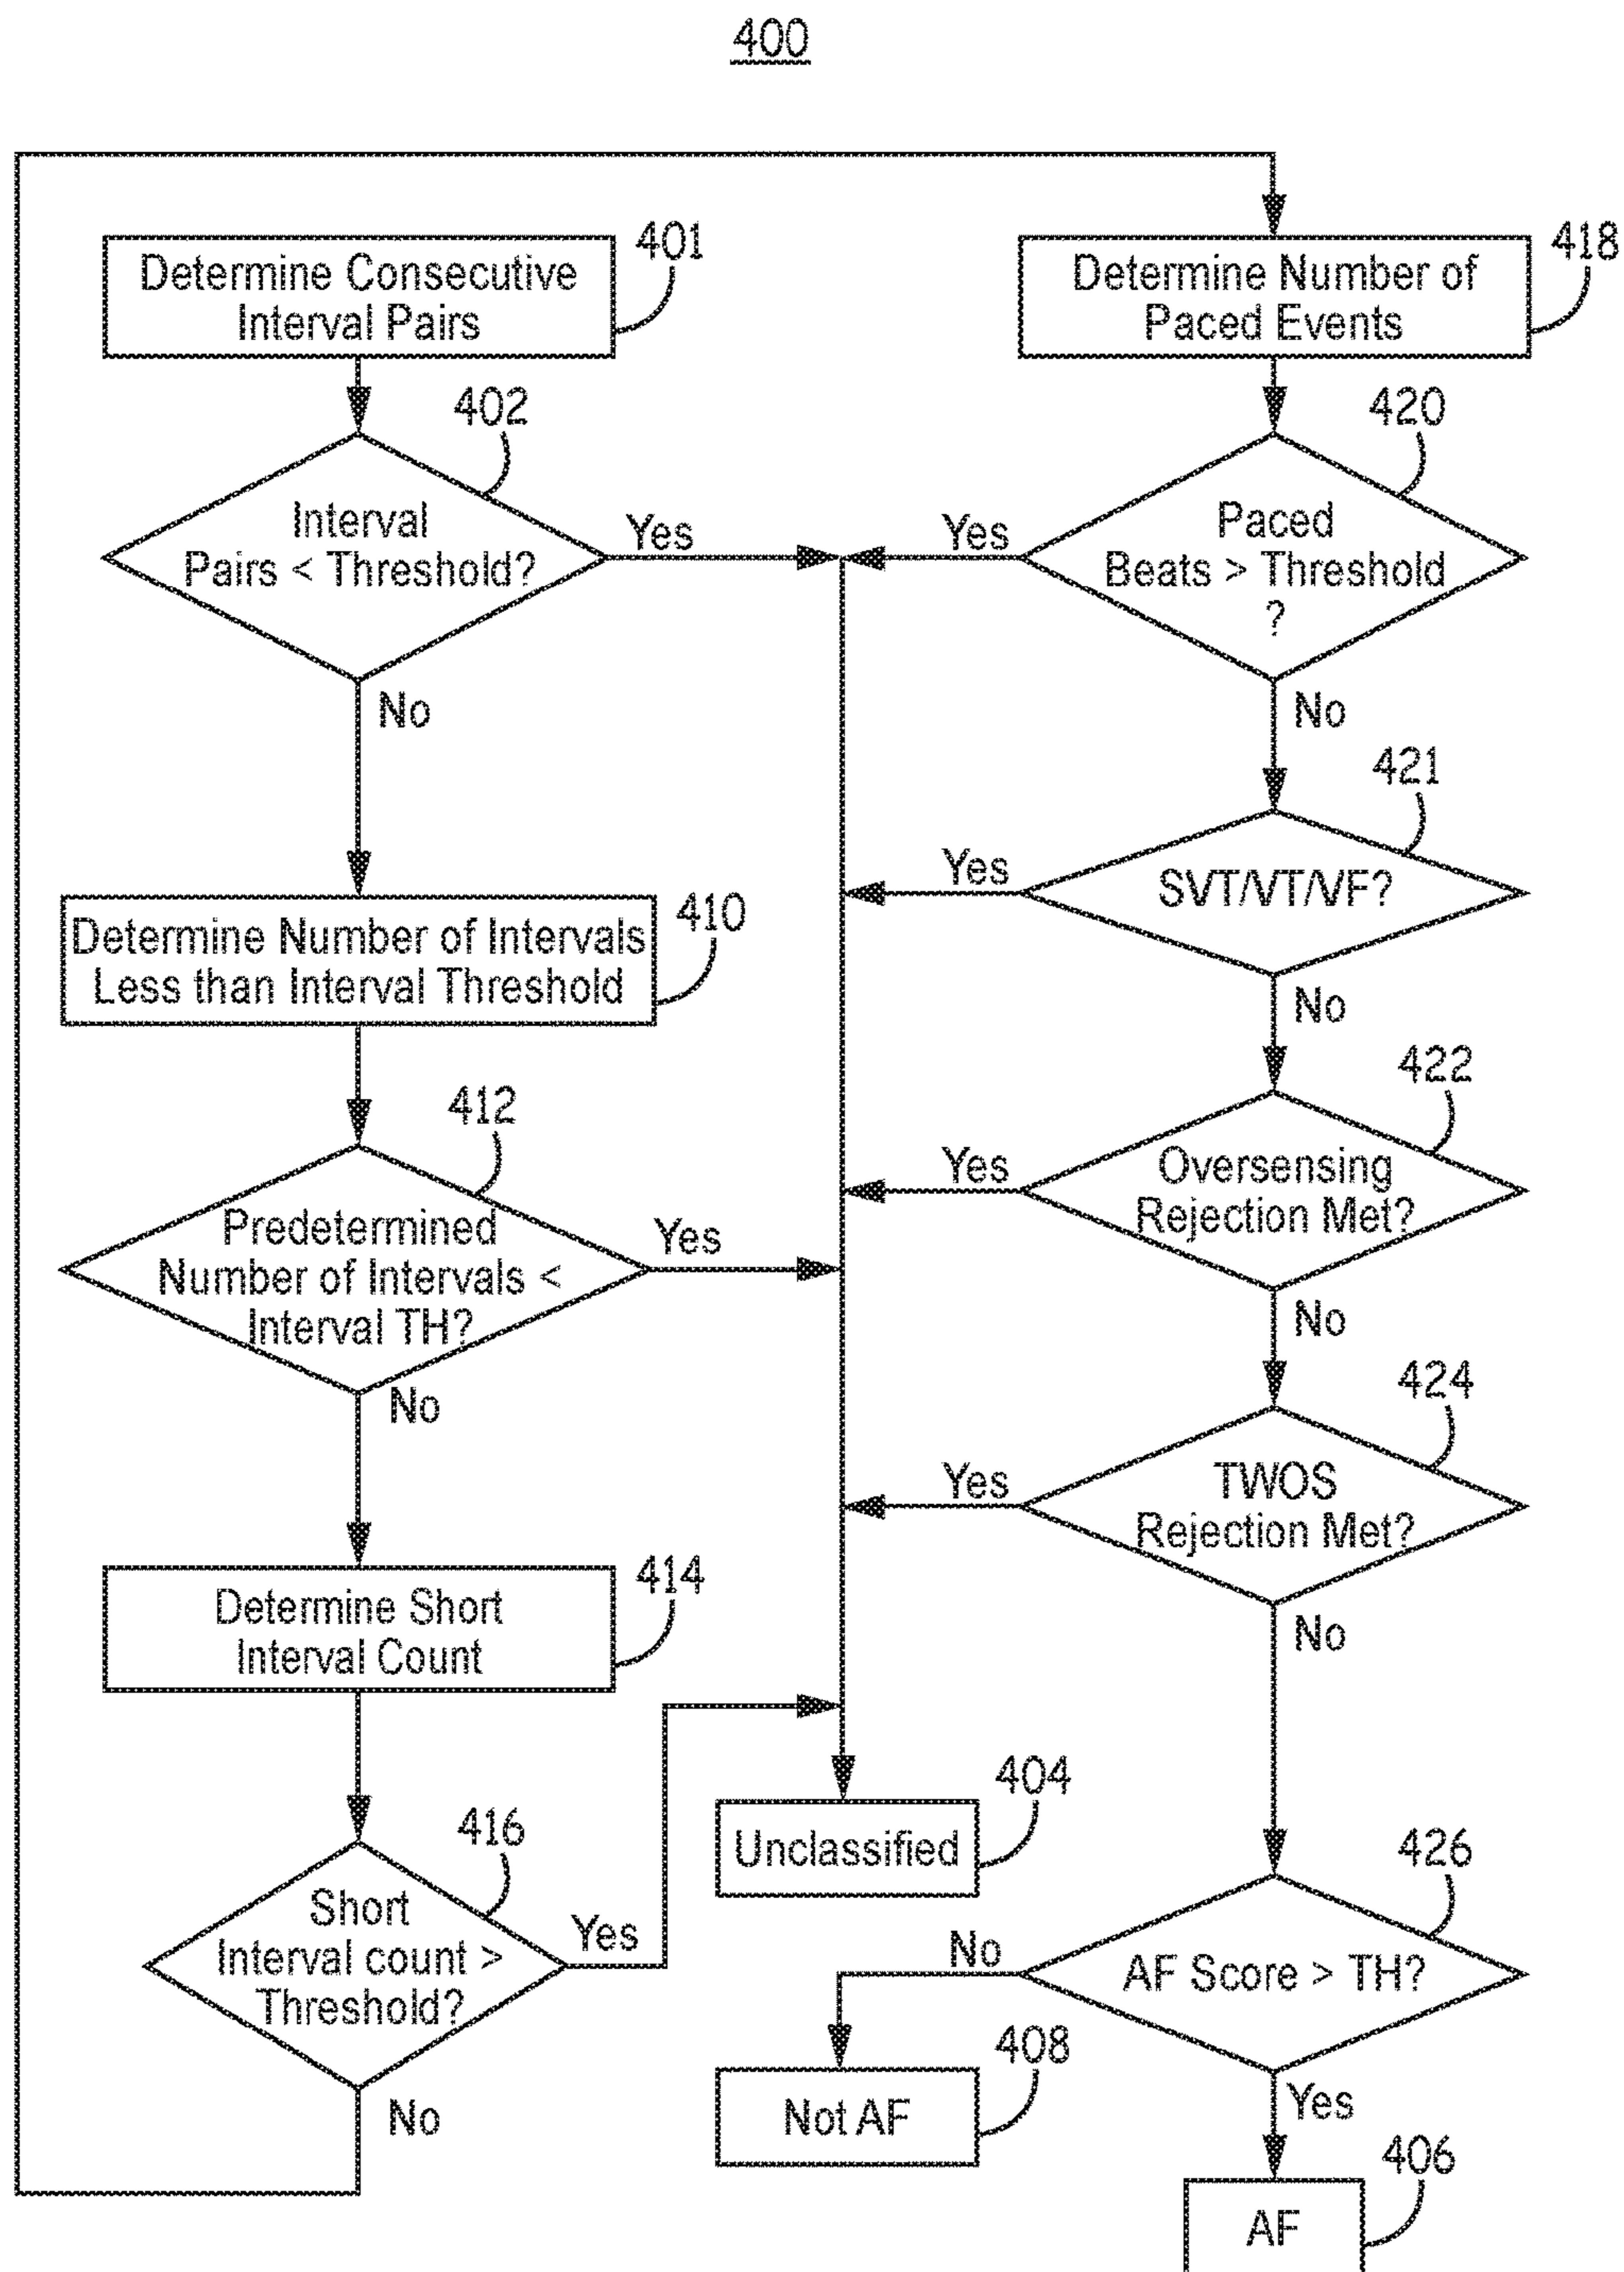 400
Determine Consecutive
Interval Pairs
401
402
Interval
Pairs < Threshold?
Yes
No
Determine Number of Intervals
Less than Interval Threshold
410
412
Predetermined
Number of Intervals <
Interval TH?
Yes
No
Determine Short
Interval Count
414
416
Short
Interval count >
Threshold?
Yes
No
Determine Number of
Paced Events
418
420
Paced
Beats > Threshold
?
Yes
No
421
SVT/VT/VF?
Yes
No
422
Oversensing
Rejection Met?
Yes
No
424
TWOS
Rejection Met?
Yes
No
Unclassified
404
426
AF Score > TH?
No
Yes
Not AF
408
AF
406